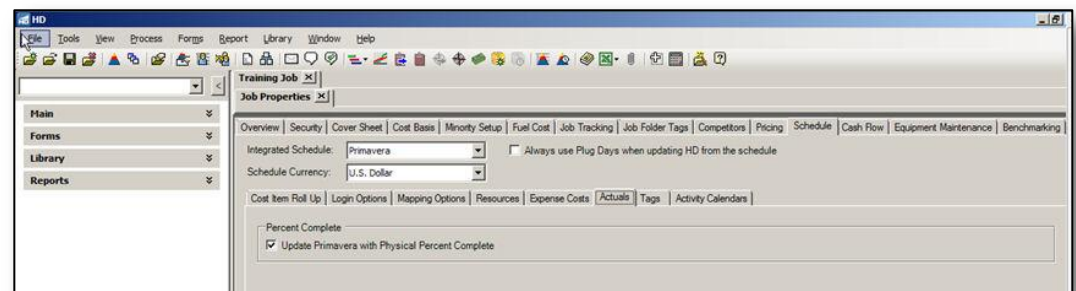 HD
File Tools View Process Forms Report Library Window Help
Training Job
Job Properties
Main
Forms
Library
Reports
Overview Security Cover Sheet Cost Basis Minority Setup Fuel Cost Job Tracking Job Folder Tags Competitors Pricing Schedule Cash Flow Equipment Maintenance Benchmarking
Integrated Schedule: Primavera Always use Plug Days when updating HD from the schedule
Schedule Currency: U.S. Dollar
Cost Item Roll Up Login Options Mapping Options Resources Expense Costs Actuals Tags Activity Calendars
Percent Complete
Update Primavera with Physical Percent Complete